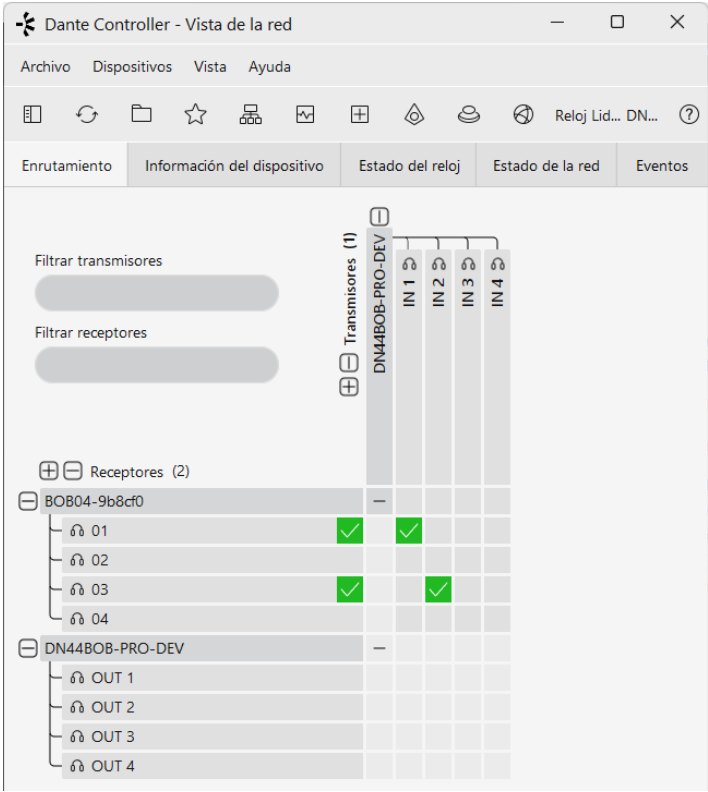 Dante Controller - Vista de la red
Archivo Dispositivos Vista Ayuda
Reloj Lid... DN...
Enrutamiento Información del dispositivo Estado del reloj Estado de la red Eventos
Filtrar transmisores
Filtrar receptores
Transmisores (1)
DN44BOB-PRO-DEV
IN 1
IN 2
IN 3
IN 4
Receptores (2)
BOB04-9b8cf0
01
02
03
04
DN44BOB-PRO-DEV
OUT 1
OUT 2
OUT 3
OUT 4